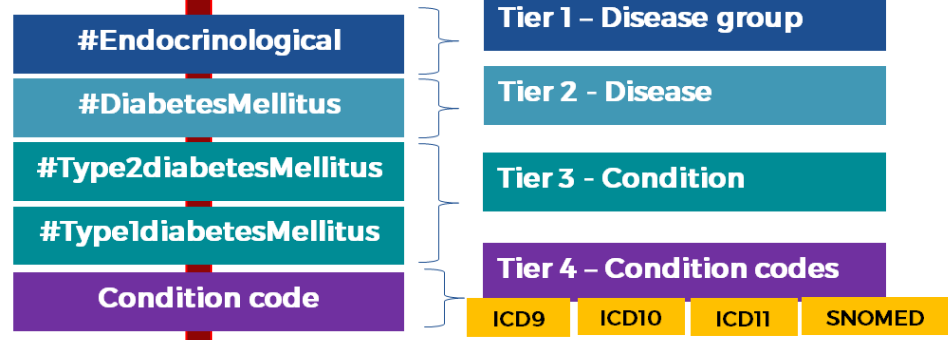 #Endocrinological
Tier 1 – Disease group
#DiabetesMellitus
Tier 2 - Disease
#Type2diabetesMellitus
#Type1diabetesMellitus
Tier 3 - Condition
Condition code
Tier 4 – Condition codes
ICD9
ICD10
ICD11
SNOMED